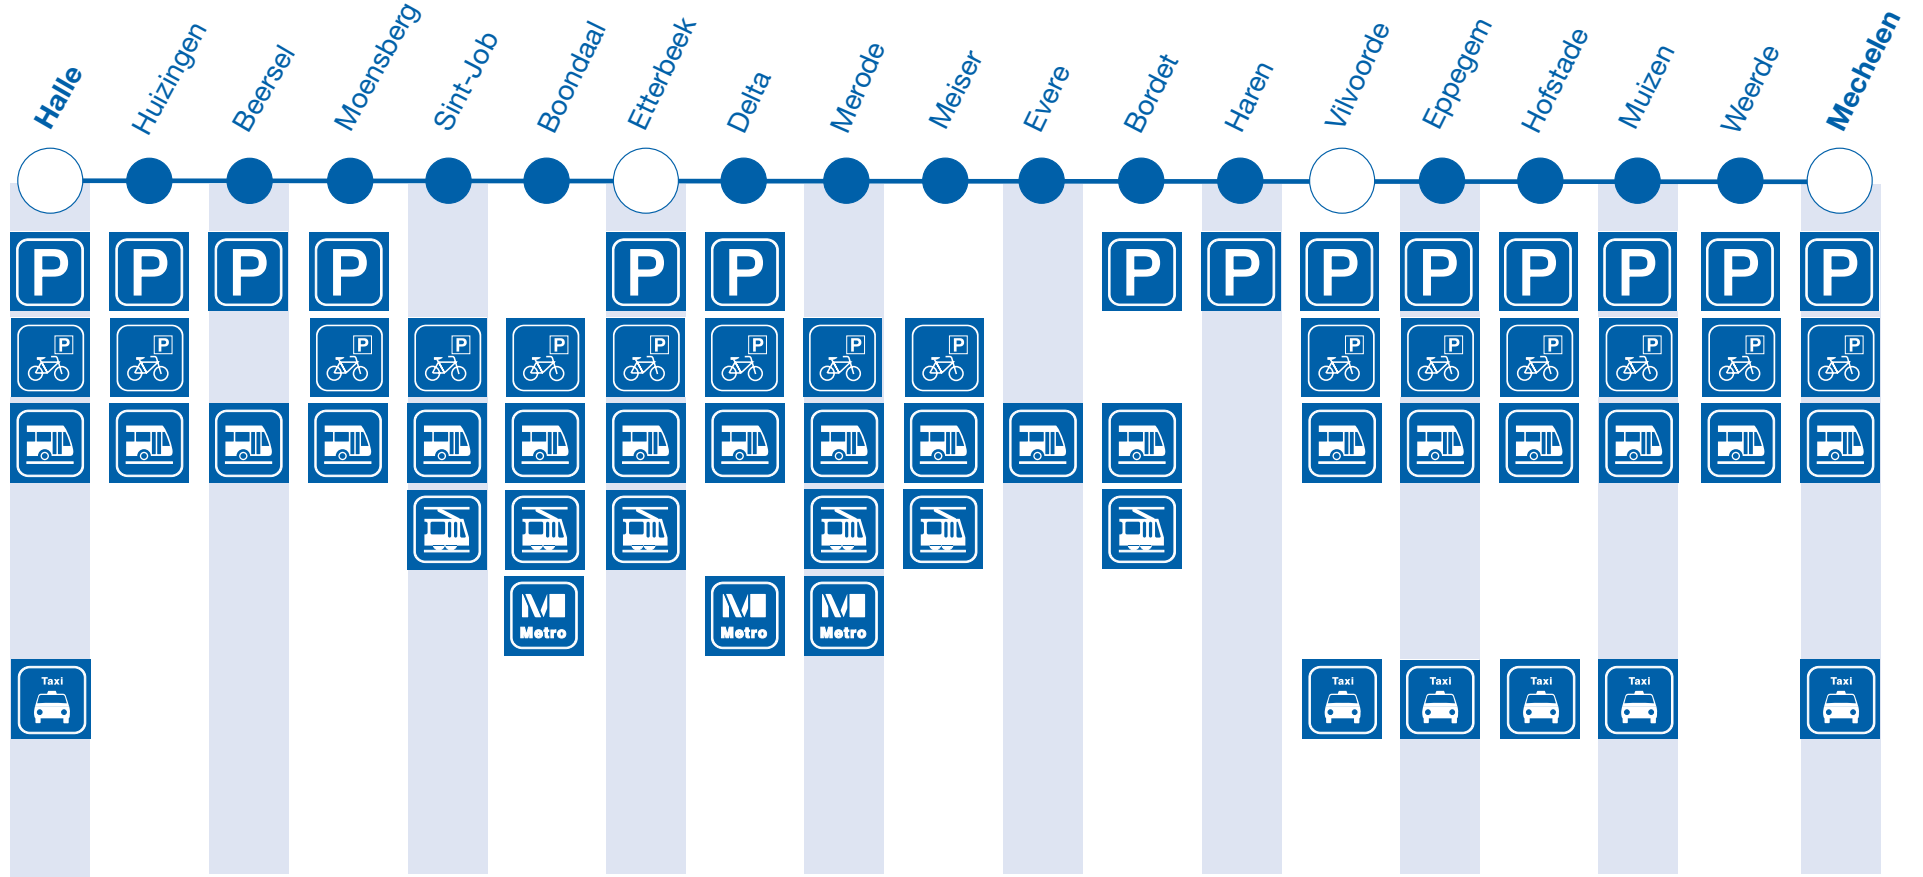 Halle
Huizingen
Beersel
Moensberg
Sint-Job
Boondaal
Etterbeek
Delta
Merode
Meiser
Evere
Bordet
Haren
Vilvoorde
Eppegem
Hofstade
Muizen
Weerde
Mechelen
P P P P P P P P P P P P P P
P P P P P P P P P P P P P P P
M M M
Metro Metro Metro
Taxi Taxi Taxi Taxi Taxi Taxi